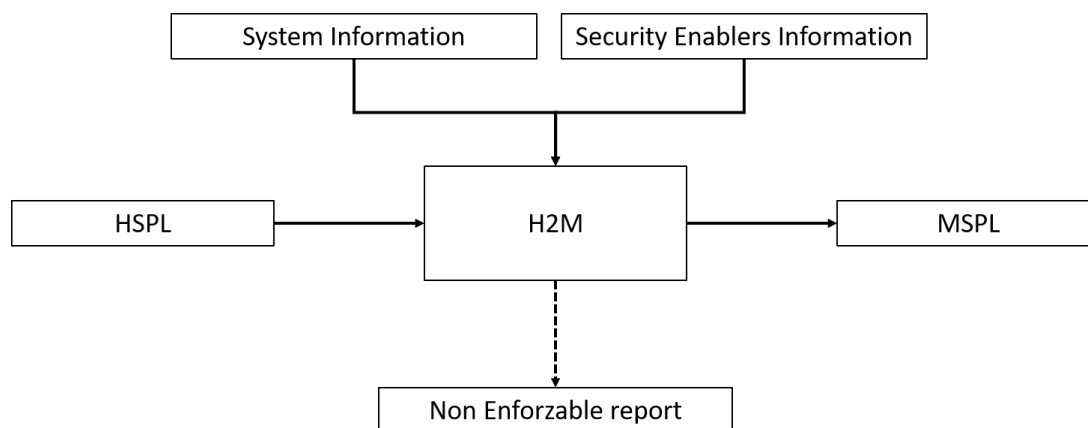 System Information
Security Enablers Information
HSPL
H2M
MSPL
Non Enforzable report